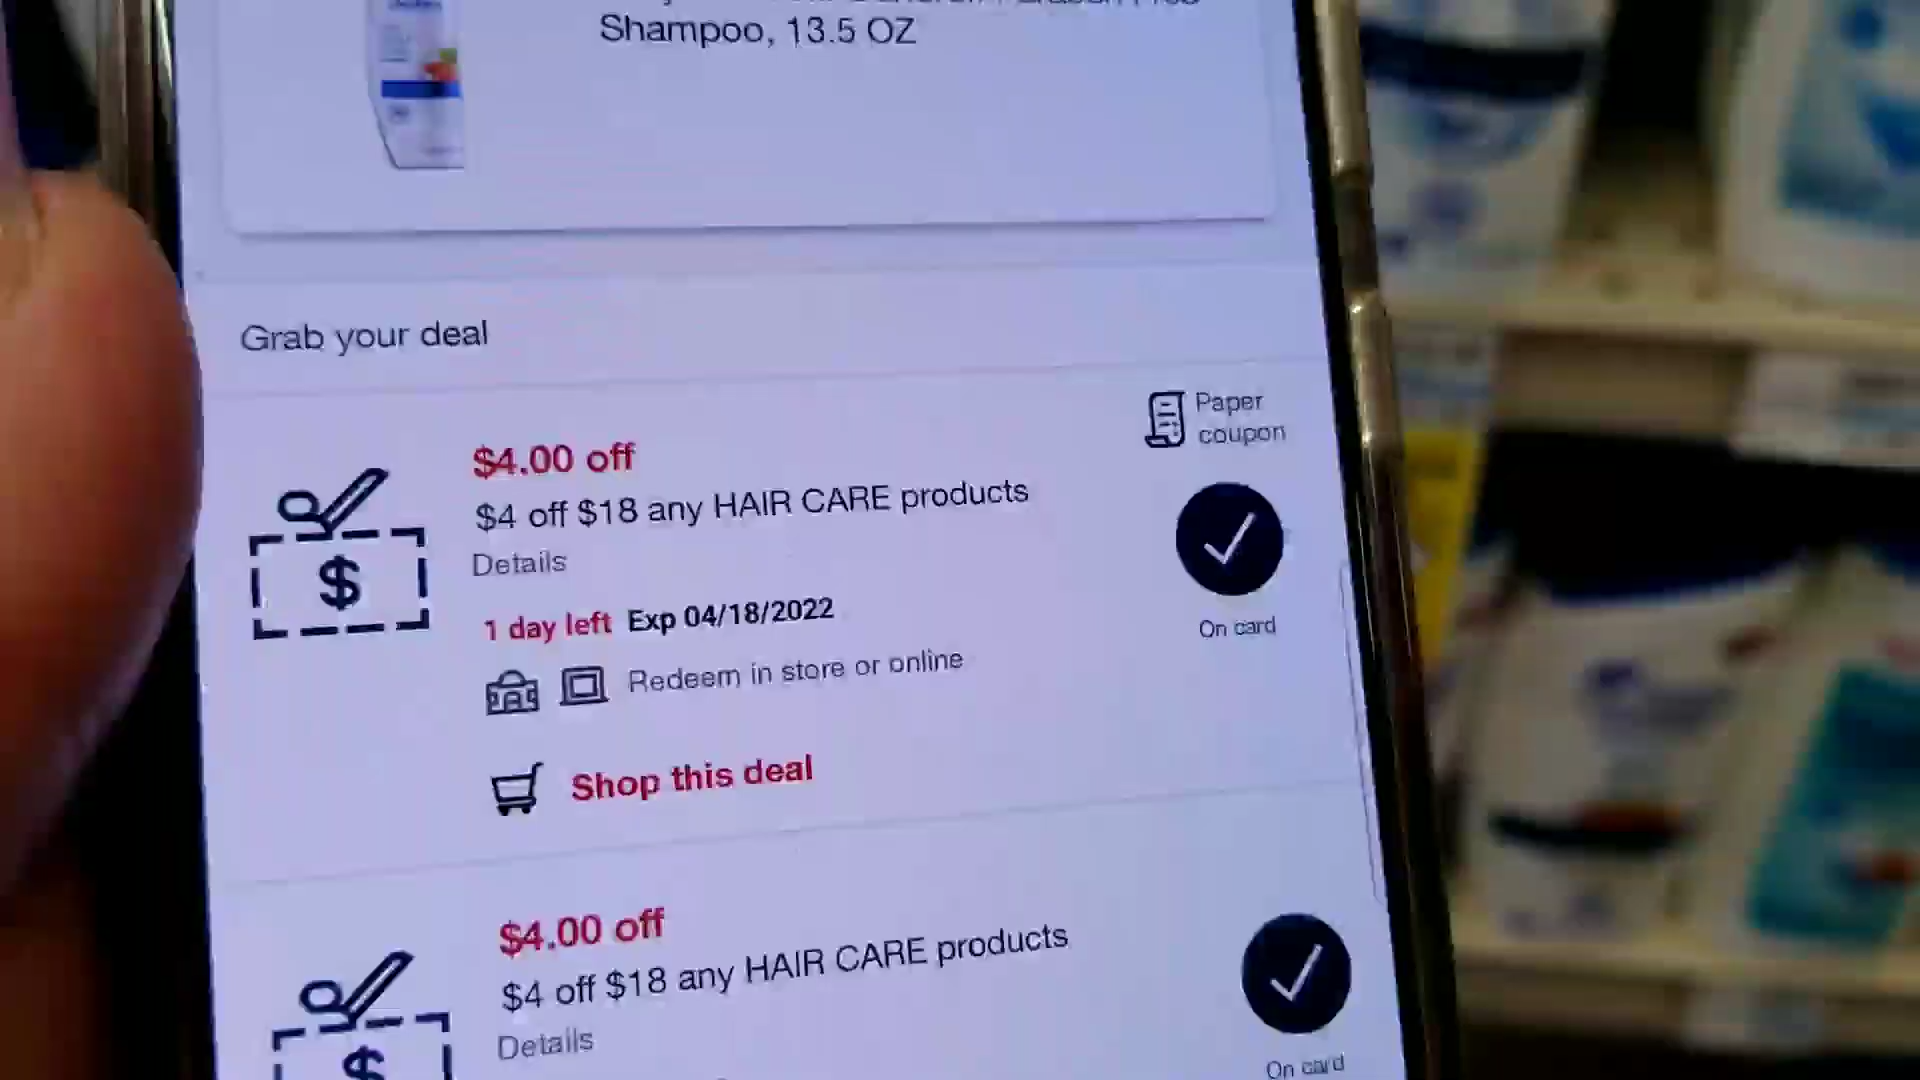 Shampoo, 13.5 OZ
Grab your deal
Paper
coupon
$4.00 off
$4 off $18 any HAIR CARE products
Details
On card
1 day left Exp 04/18/2022
Redeem in store or online
Shop this deal
$4.00 off
$4 off $18 any HAIR CARE products
Details
On card
$
$